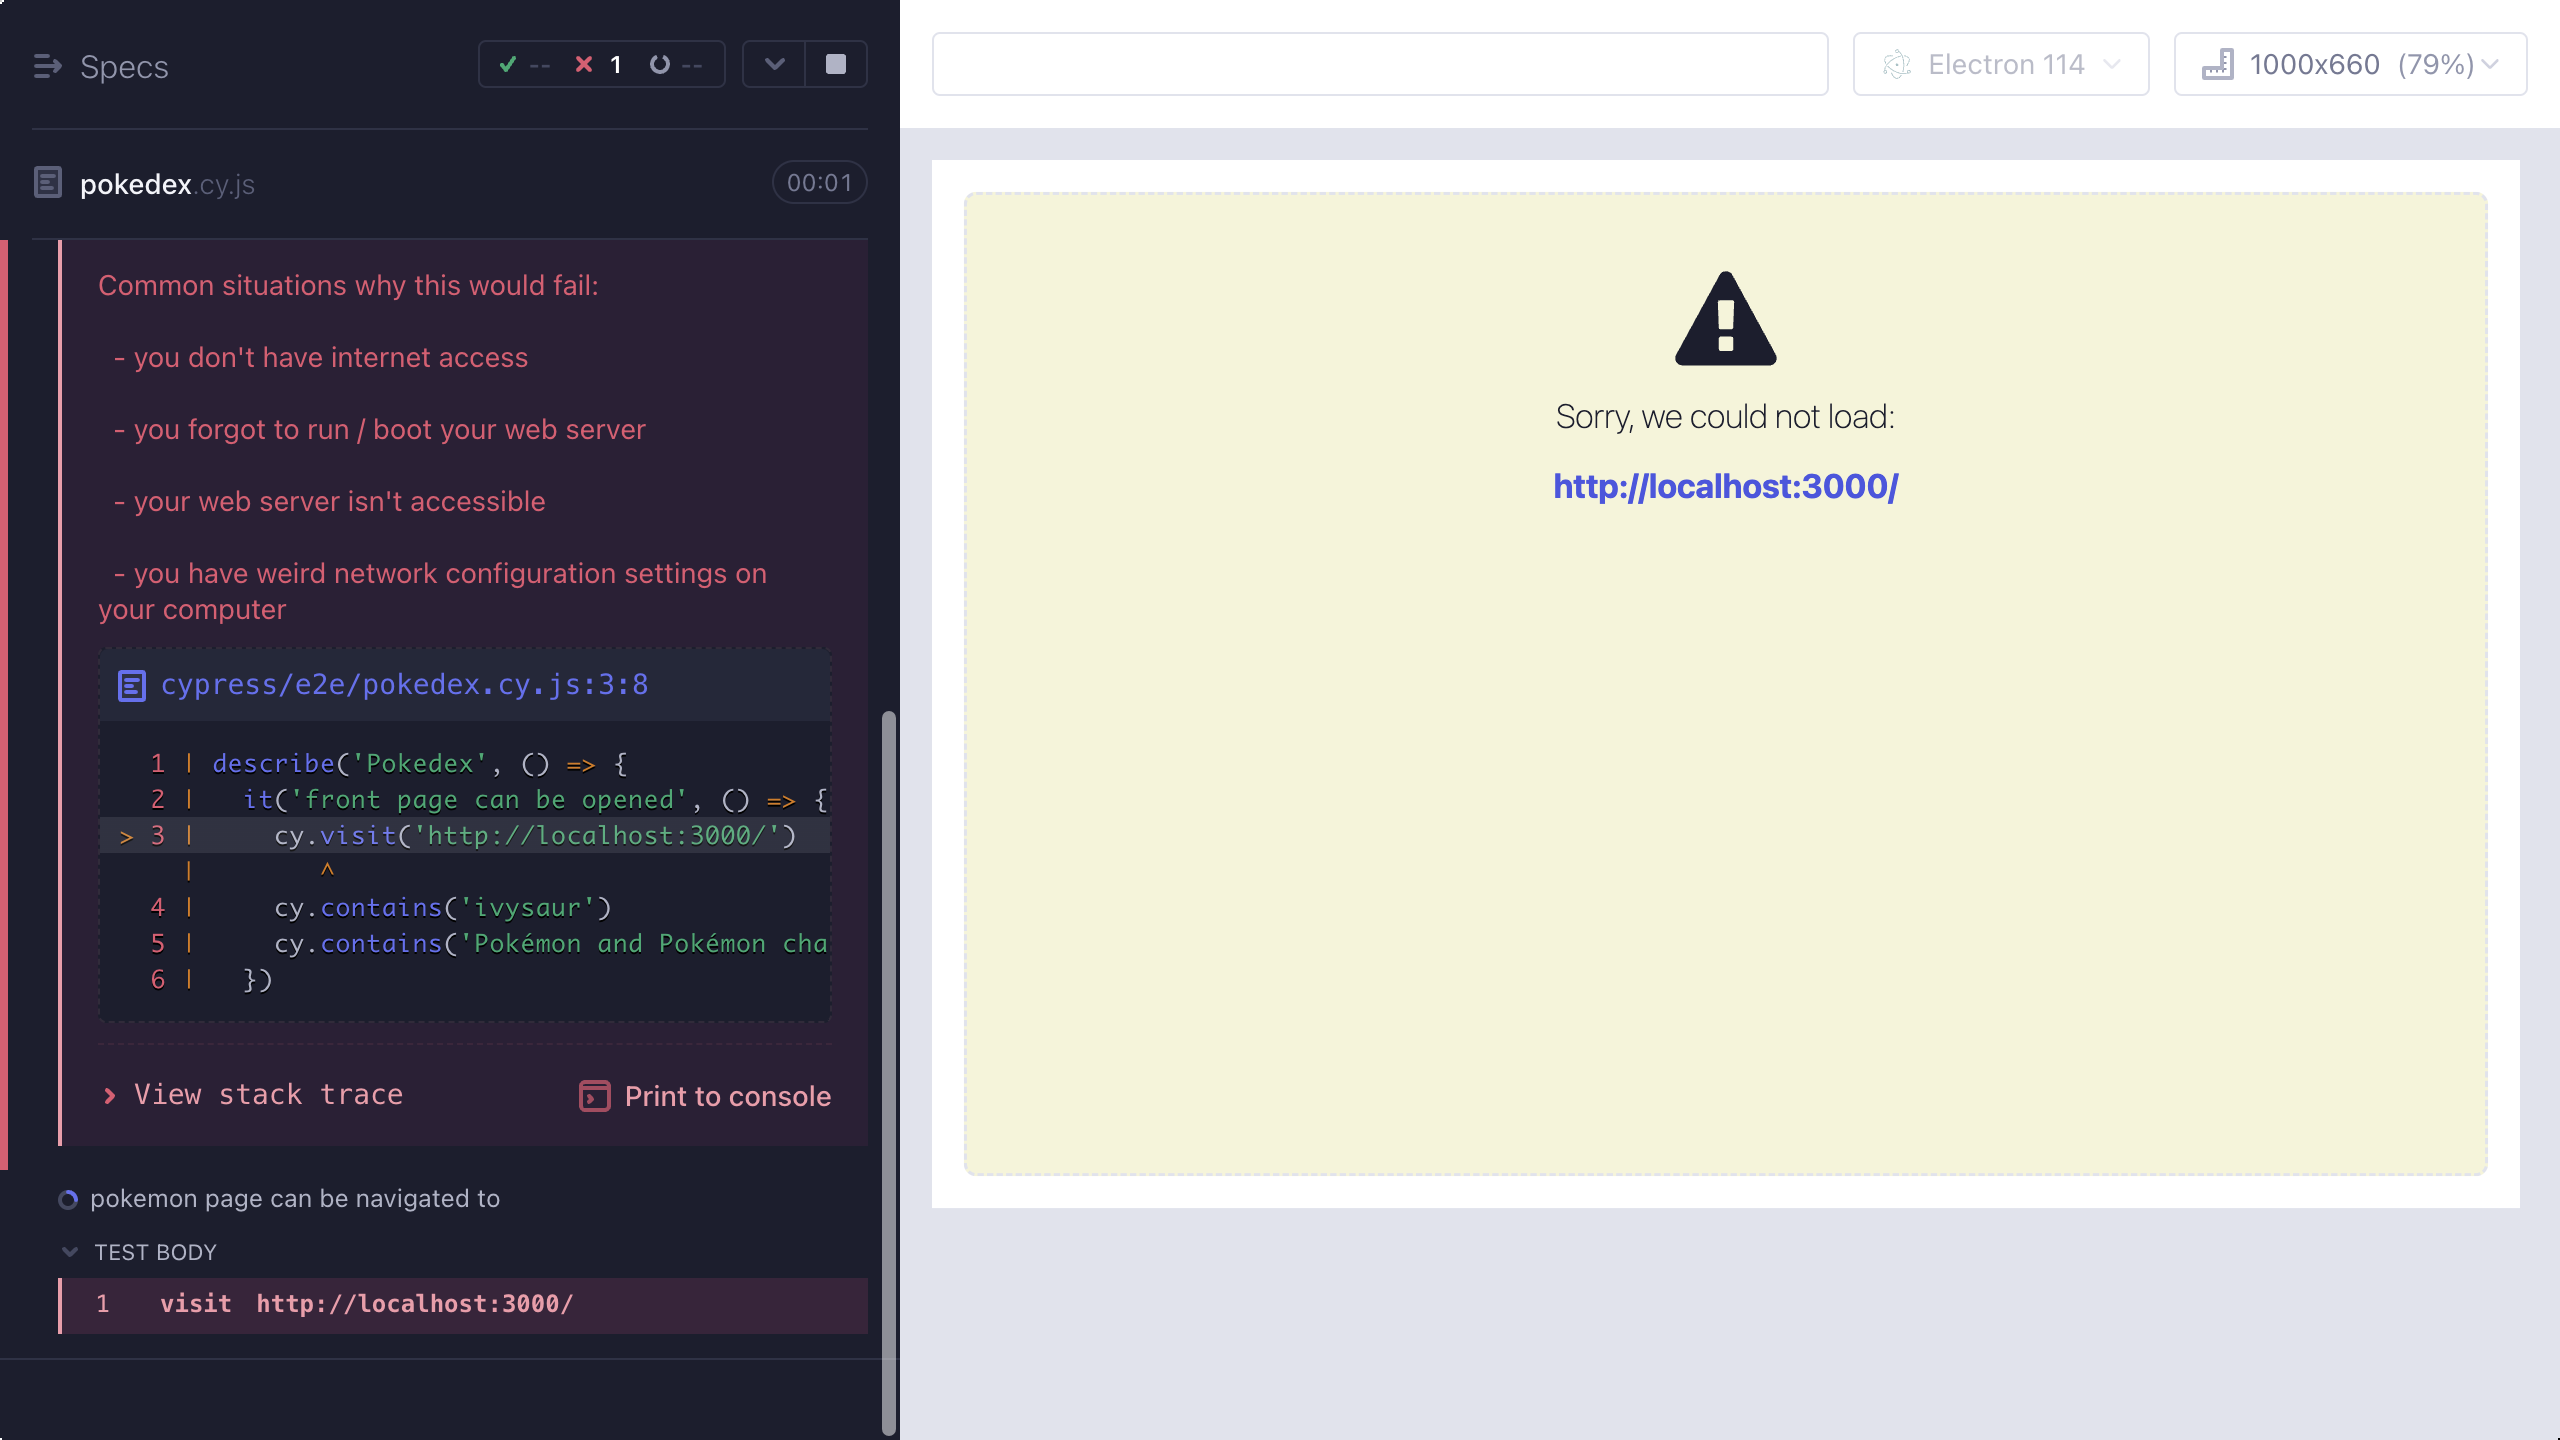 Specs
-- 1 --
pokedex.cy.js
00:01
Common situations why this would fail:
- you don't have internet access
- you forgot to run / boot your web server
- your web server isn't accessible
- you have weird network configuration settings on
your computer
cypress/e2e/pokedex.cy.js:3:8
1 | describe('Pokedex', () => {
2 |   it('front page can be opened', () => {
> 3 |     cy.visit('http://localhost:3000/')
|        ^
4 |     cy.contains('ivysaur')
5 |     cy.contains('Pokémon and Pokémon cha
6 |   })
View stack trace
Print to console
pokemon page can be navigated to
TEST BODY
1 visit http://localhost:3000/
Electron 114
1000x660 (79%)
Sorry, we could not load:
http://localhost:3000/